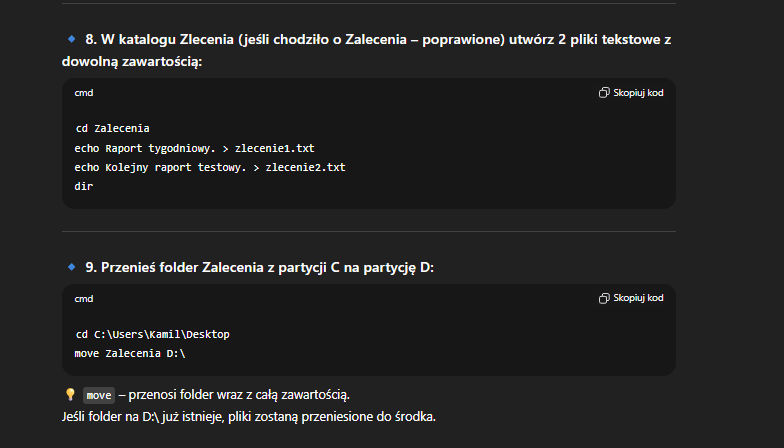 8. W katalogu Zlecenia (jeśli chodziło o Zalecenia – poprawione) utwórz 2 pliki tekstowe z
dowolną zawartością:
cmd
Skopiuj kod
cd Zalecenia
echo Raport tygodniowy. > zlecenie1.txt
echo Kolejny raport testowy. > zlecenie2.txt
dir
9. Przenieś folder Zalecenia z partycji C na partycję D:
cmd
Skopiuj kod
cd C:\Users\Kamil\Desktop
move Zalecenia D:\
💡 move – przenosi folder wraz z całą zawartością.
Jeśli folder na D:\ już istnieje, pliki zostaną przeniesione do środka.